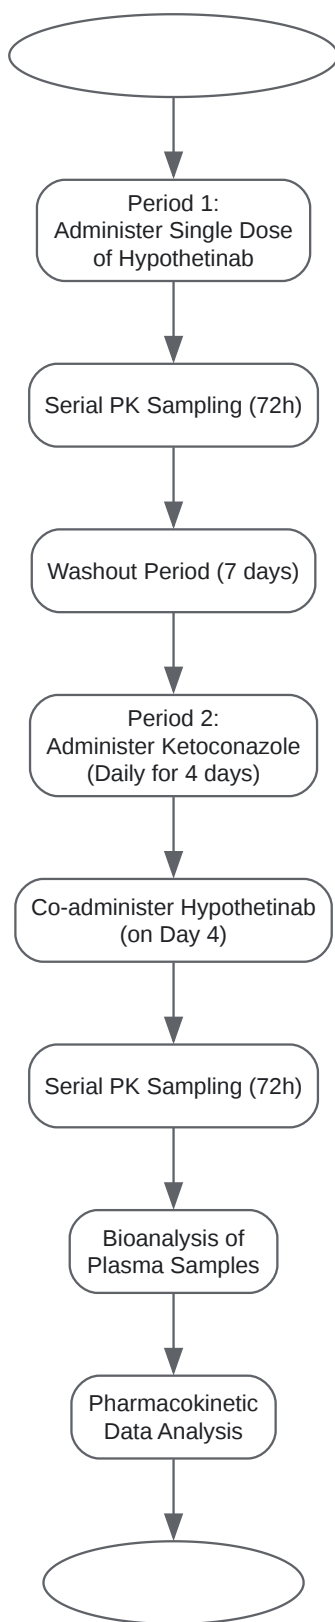 Period 1:
Administer Single Dose
of Hypothetinab
Serial PK Sampling (72h)
Washout Period (7 days)
Period 2:
Administer Ketoconazole
(Daily for 4 days)
Co-administer Hypothetinab
(on Day 4)
Serial PK Sampling (72h)
Bioanalysis of
Plasma Samples
Pharmacokinetic
Data Analysis